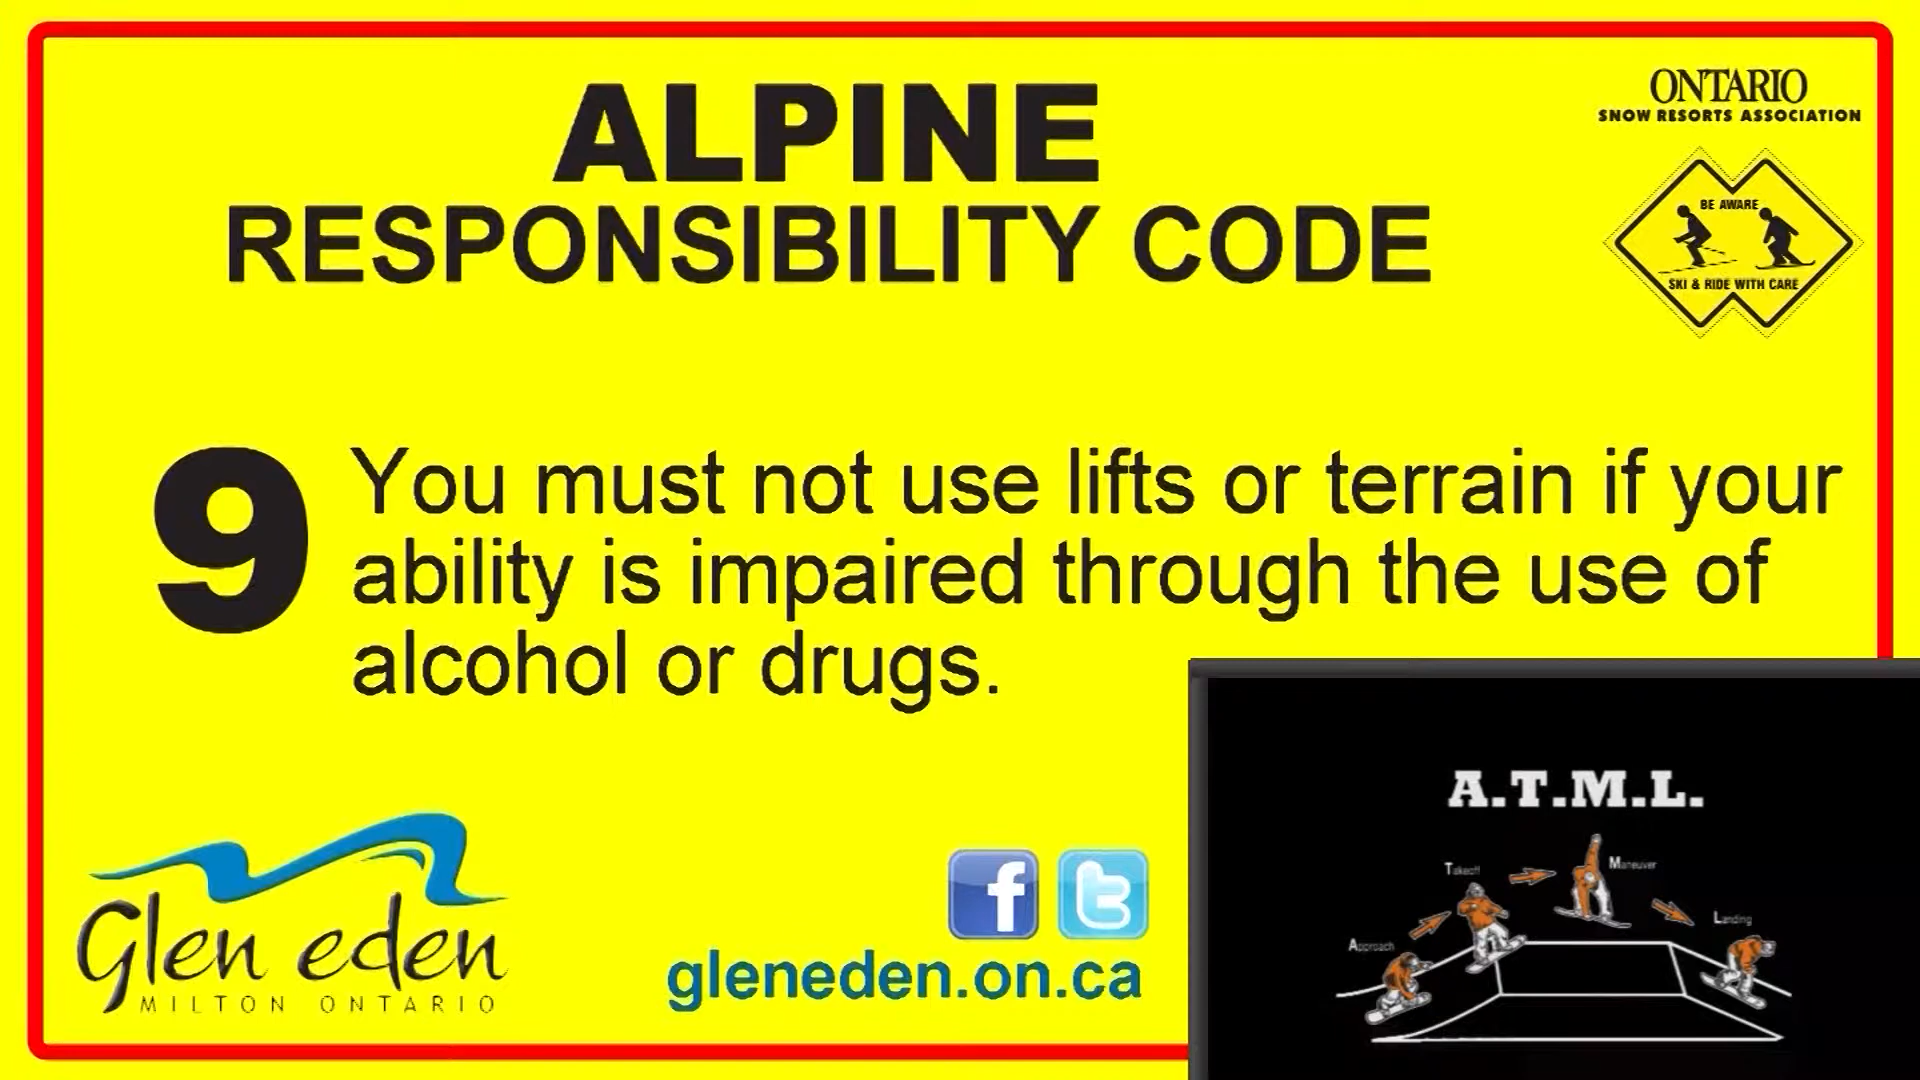 ALPINE
RESPONSIBILITY CODE
ONTARIO
SNOW RESORTS ASSOCIATION
BE AWARE
SKI & RIDE WITH CARE
9
You must not use lifts or terrain if your
ability is impaired through the use of
alcohol or drugs.
A.T.M.L.
Takeoff
Maneuver
Landing
Approach
Glen eden
MILTON ONTARIO
f
t
gleneden.on.ca